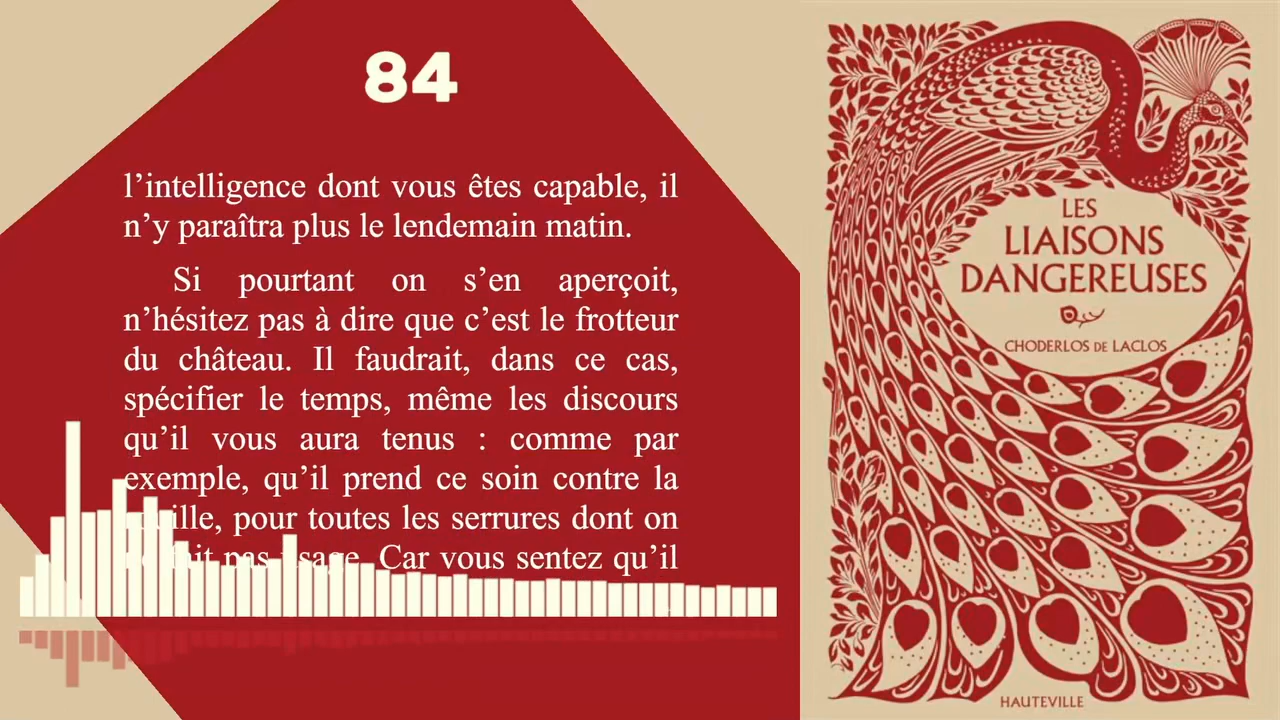 84
l’intelligence dont vous êtes capable, il
n’y paraîtra plus le lendemain matin.
Si pourtant on s’en aperçoit,
n’hésitez pas à dire que c’est le frotteur
du château. Il faudrait, dans ce cas,
spécifier le temps, même les discours
qu’il vous aura tenus : comme par
exemple, qu’il prend ce soin contre la
pour toutes les serrures dont on
pas usage. Car vous sentez qu’il
LES
LIAISONS
DANGEREUSES
CHODERLOS DE LACLOS
HAUTEVILLE